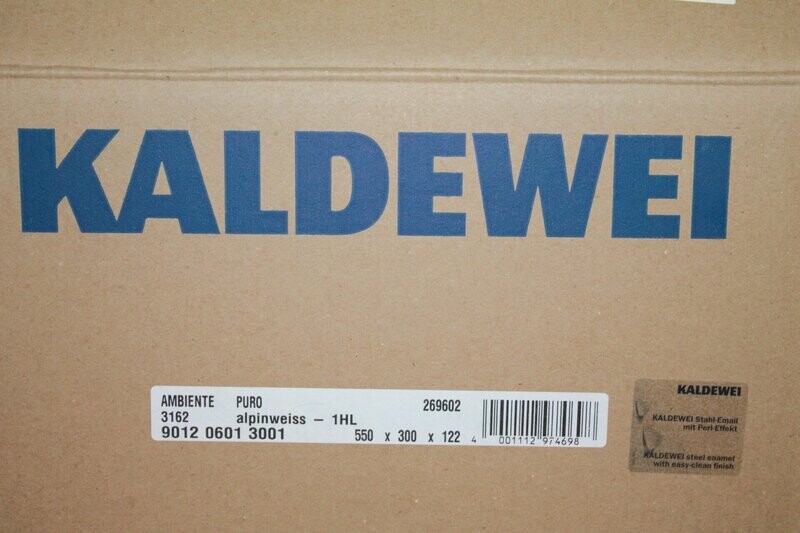 KALDEWEI
AMBIENTE PURO 269602
3162 alpinweiss – 1HL
9012 0601 3001 550 x 300 x 122
4 001112 974698
KALDEWEI
KALDEWEI Stahl-Email
mit Perl-Effekt
KALDEWEI steel enamel
with easy-clean finish